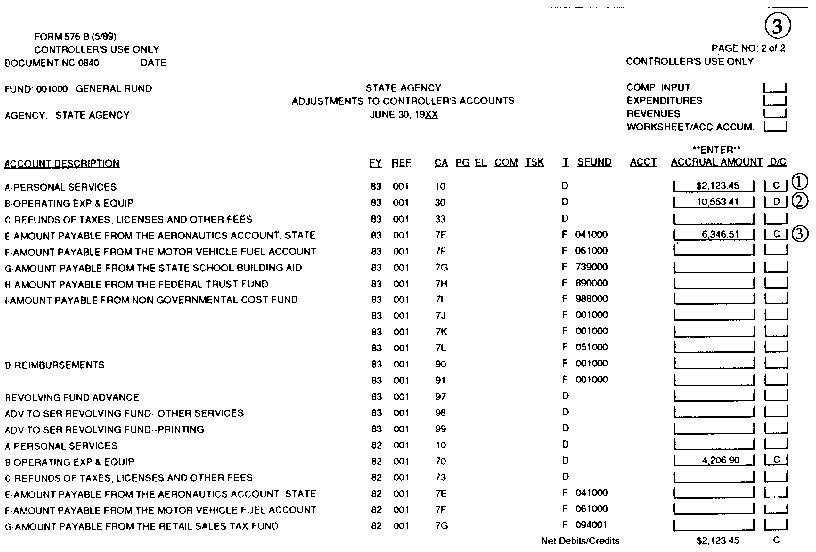 3
FORM 576 B (5/89)
CONTROLLER'S USE ONLY
PAGE NO: 2 of 2
DOCUMENT NC 0840 DATE
CONTROLLER'S USE ONLY
FUND: 001000 GENERAL RUND
STATE AGENCY
COMP INPUT
ADJUSTMENTS TO CONTROLLER'S ACCOUNTS
EXPENDITURES
AGENCY. STATE AGENCY
JUNE 30, 19XX
REVENUES
WORKSHEET/ACC ACCUM.
**ENTER**
ACCOUNT DESCRIPTION FY REF CA PG EL COM TSK T SFUND ACCT ACCRUAL AMOUNT D/C
A-PERSONAL SERVICES 83 001 10 D $2,123.45 C 1
B-OPERATING EXP & EQUIP 83 001 30 D 10,553.41 D 2
C REFUNDS OF TAXES, LICENSES AND OTHER FEES 83 001 33 D
E-AMOUNT PAYABLE FROM THE AERONAUTICS ACCOUNT, STATE 83 001 7E F 041000 6,346.51 C 3
F-AMOUNT PAYABLE FROM THE MOTOR VEHICLE FUEL ACCOUNT 83 001 7F F 061000
G-AMOUNT PAYABLE FROM THE STATE SCHOOL BUILDING AID 83 001 7G F 739000
H AMOUNT PAYABLE FROM THE FEDERAL TRUST FUND 83 001 7H F 890000
I-AMOUNT PAYABLE FROM NON GOVERNMENTAL COST FUND 83 001 7I F 988000
83 001 7J F 001000
83 001 7K F 001000
83 001 7L F 051000
D REIMBURSEMENTS 83 001 90 F 001000
83 001 91 F 001000
REVOLVING FUND ADVANCE 83 001 97 D
ADV TO SER REVOLVING FUND- OTHER SERVICES 83 001 98 D
ADV TO SER REVOLVING FUND--PRINTING 83 001 99 D
A PERSONAL SERVICES 82 001 10 D
B OPERATING EXP & EQUIP 82 001 70 D 4,206.90 C
C REFUNDS OF TAXES, LICENSES AND OTHER FEES 82 001 73 D
E-AMOUNT PAYABLE FROM THE AERONAUTICS ACCOUNT STATE 82 001 7E F 041000
F-AMOUNT PAYABLE FROM THE MOTOR VEHICLE FUEL ACCOUNT 82 001 7F F 061000
G-AMOUNT PAYABLE FROM THE RETAIL SALES TAX FUND 82 001 7G F 094001
Net Debits/Credits $2,123.45 C